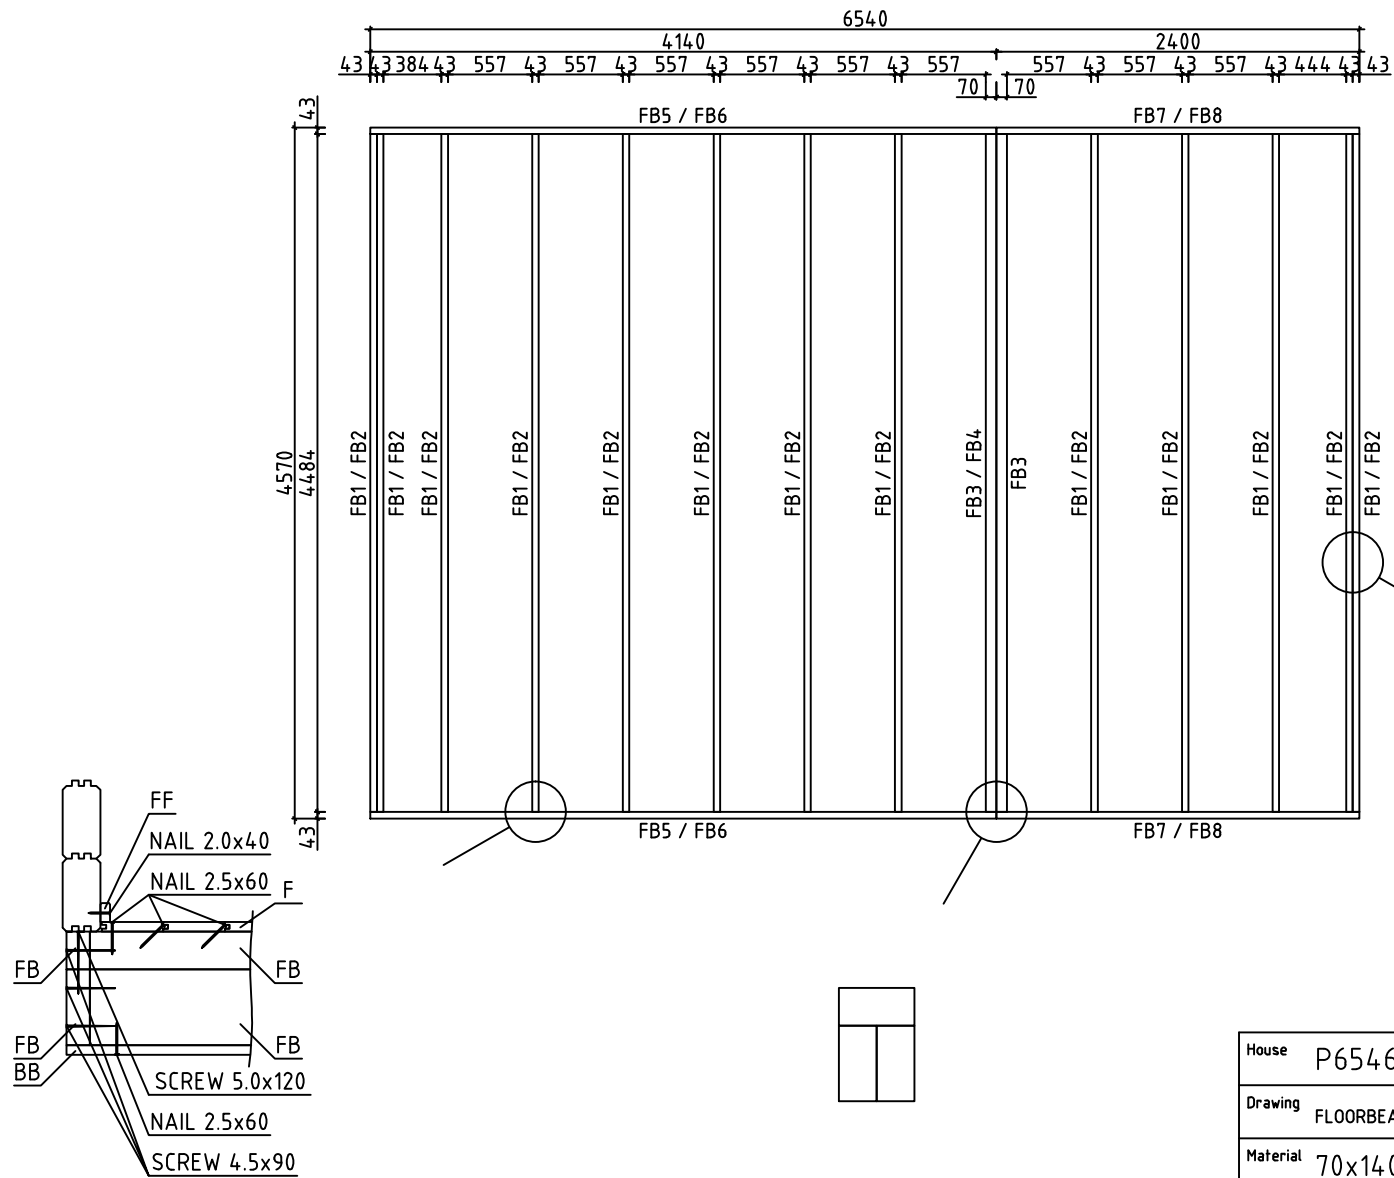 6540
4140 2400
43 43 384 43 557 43 557 43 557 43 557 43 557 43 557 557 43 557 43 557 43 444 43 43
70 70
43
FB5 / FB6 FB7 / FB8
4570
4484
FB1 / FB2
FB1 / FB2
FB1 / FB2
FB1 / FB2
FB1 / FB2
FB1 / FB2
FB1 / FB2
FB1 / FB2
FB3 / FB4
FB3
FB1 / FB2
FB1 / FB2
FB1 / FB2
FB1 / FB2
FB1 / FB2
43
FB5 / FB6 FB7 / FB8
FF
NAIL 2.0x40
NAIL 2.5x60
F
FB FB
FB FB
BB
SCREW 5.0x120
NAIL 2.5x60
SCREW 4.5x90
House P6546
Drawing FLOORBEA
Material 70x140